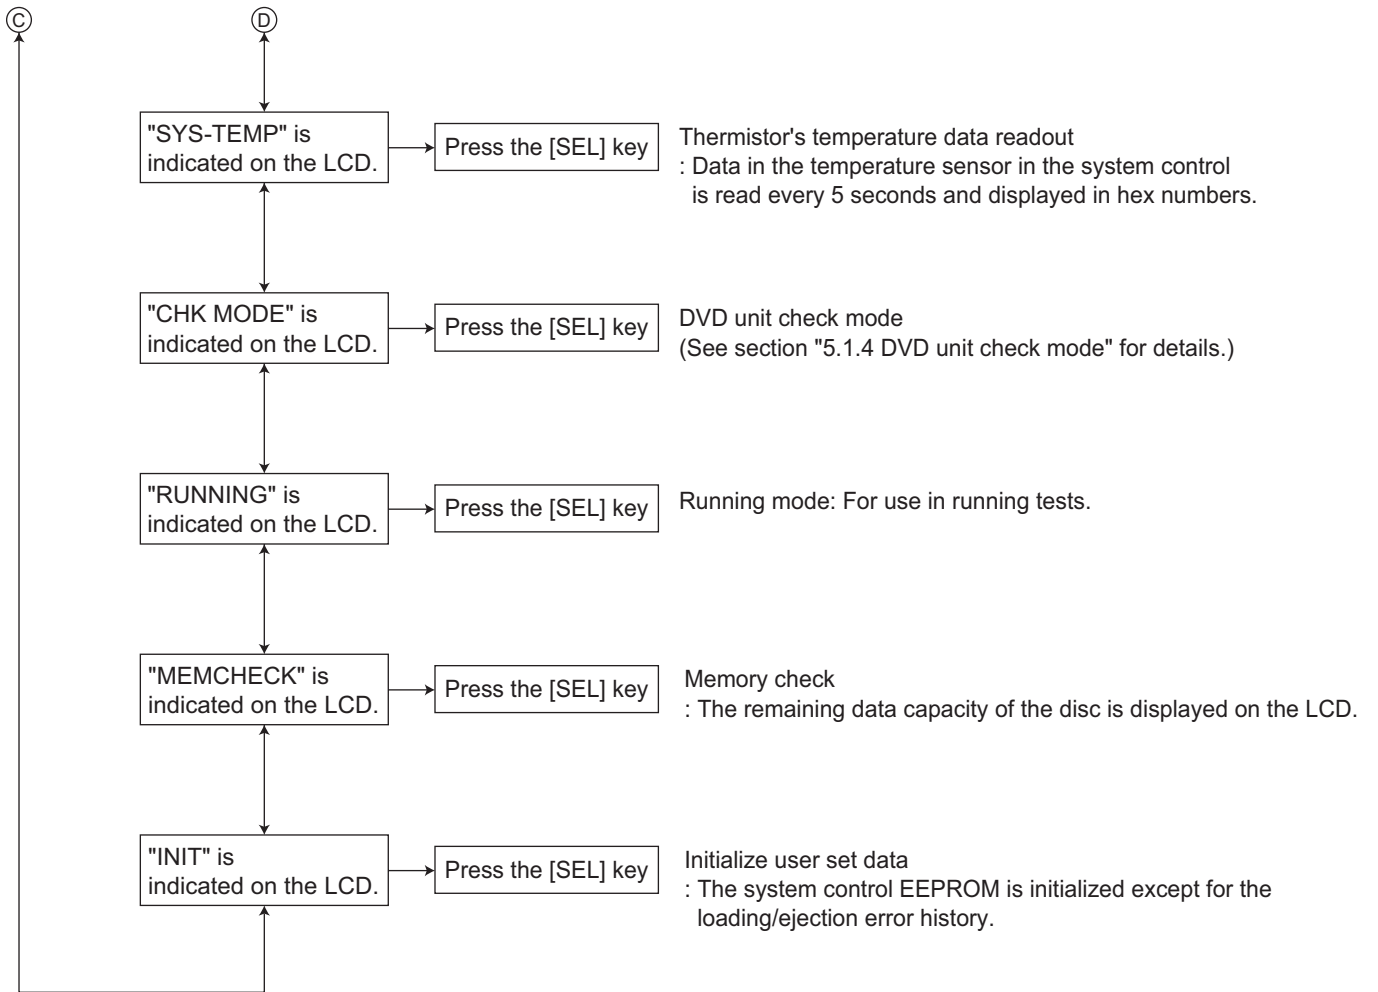 C
D
"SYS-TEMP" is
indicated on the LCD.
Press the [SEL] key
Thermistor's temperature data readout
: Data in the temperature sensor in the system control
is read every 5 seconds and displayed in hex numbers.
"CHK MODE" is
indicated on the LCD.
Press the [SEL] key
DVD unit check mode
(See section "5.1.4 DVD unit check mode" for details.)
"RUNNING" is
indicated on the LCD.
Press the [SEL] key
Running mode: For use in running tests.
"MEMCHECK" is
indicated on the LCD.
Press the [SEL] key
Memory check
: The remaining data capacity of the disc is displayed on the LCD.
"INIT" is
indicated on the LCD.
Press the [SEL] key
Initialize user set data
: The system control EEPROM is initialized except for the
loading/ejection error history.